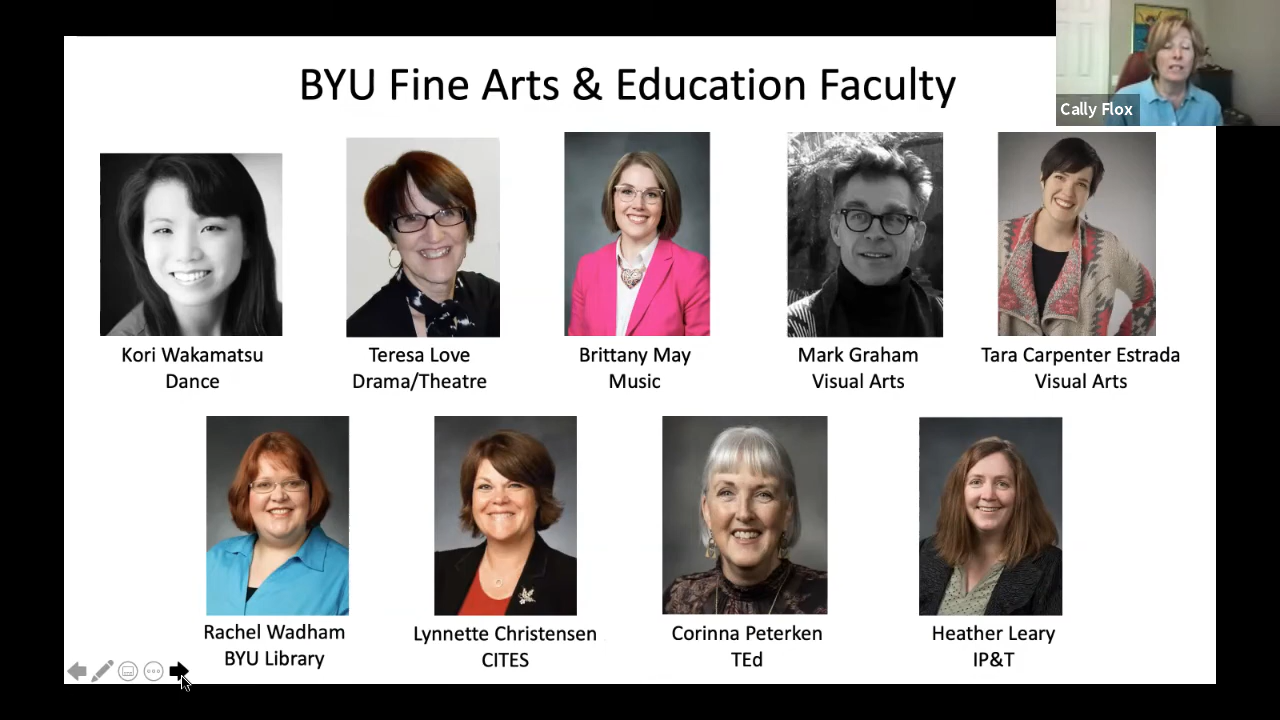 BYU Fine Arts & Education Faculty
Cally Flox
Kori Wakamatsu
Dance
Teresa Love
Drama/Theatre
Brittany May
Music
Mark Graham
Visual Arts
Tara Carpenter Estrada
Visual Arts
Rachel Wadham
BYU Library
Lynnette Christensen
CITES
Corinna Peterken
TEd
Heather Leary
IP&T